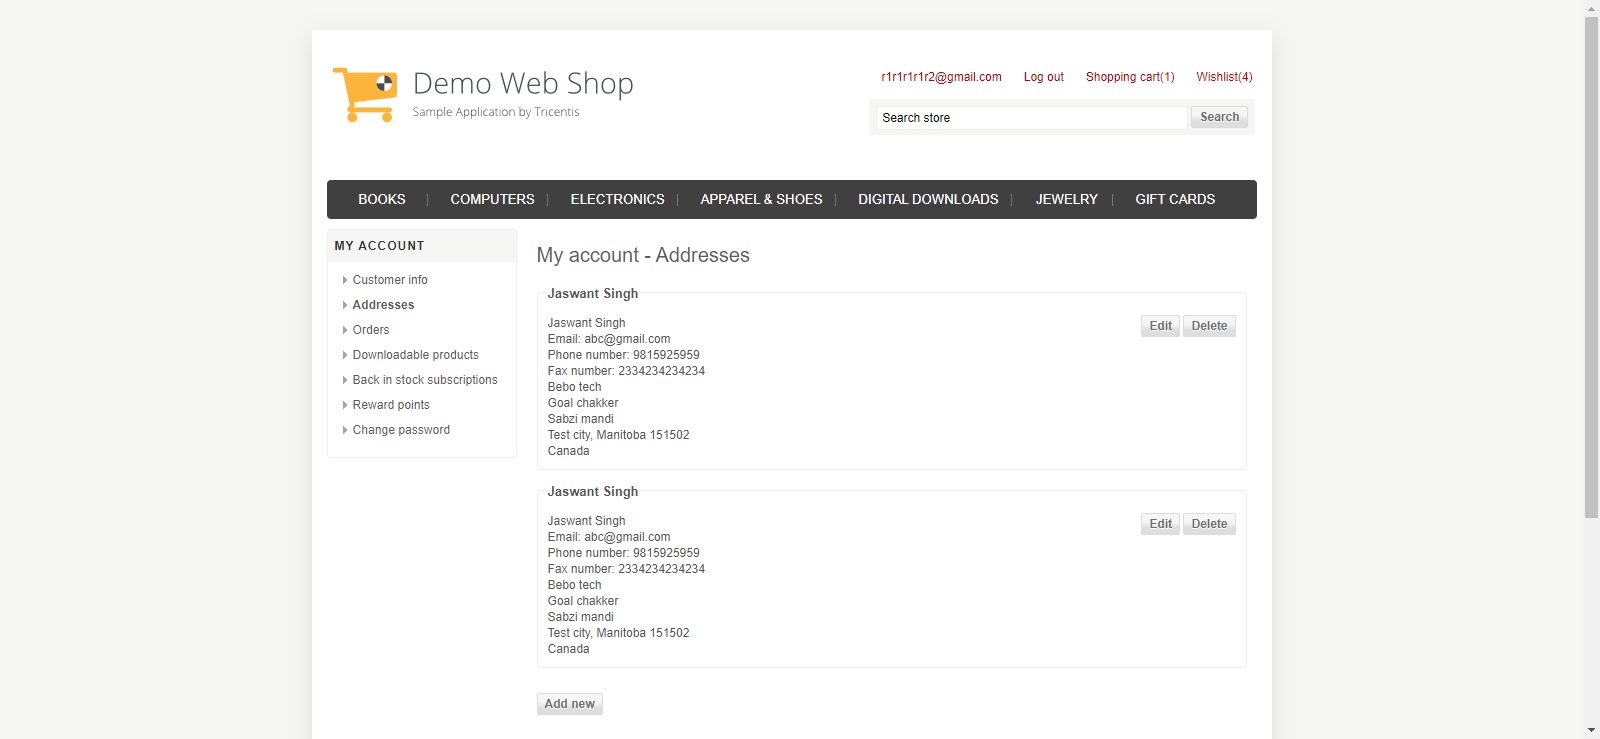 Demo Web Shop
Sample Application by Tricentis
r1r1r1r1r2@gmail.com Log out Shopping cart(1) Wishlist(4)
Search store Search
BOOKS COMPUTERS ELECTRONICS APPAREL & SHOES DIGITAL DOWNLOADS JEWELRY GIFT CARDS
MY ACCOUNT
Customer info
Addresses
Orders
Downloadable products
Back in stock subscriptions
Reward points
Change password
My account - Addresses
Jaswant Singh
Jaswant Singh
Email: abc@gmail.com
Phone number: 9815925959
Fax number: 2334234234234
Bebo tech
Goal chakker
Sabzi mandi
Test city, Manitoba 151502
Canada
Edit Delete
Jaswant Singh
Jaswant Singh
Email: abc@gmail.com
Phone number: 9815925959
Fax number: 2334234234234
Bebo tech
Goal chakker
Sabzi mandi
Test city, Manitoba 151502
Canada
Edit Delete
Add new